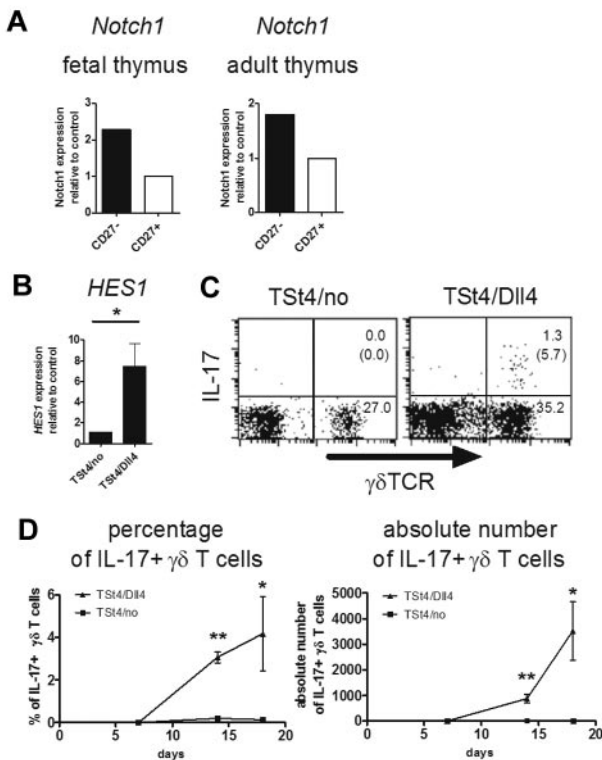 A
Notch1
fetal thymus
Notch1 expression
relative to control
3
2
1
0
CD27-
CD27+
Notch1
adult thymus
Notch1 expression
relative to control
2
1
0
CD27-
CD27+
B
HES1
*
HES1 expression
relative to control
10
8
6
4
2
0
TSt4/no
TSt4/Dll4
C
TSt4/no
TSt4/Dll4
IL-17
0.0
(0.0)
27.0
1.3
(5.7)
35.2
γδTCR
D
percentage
of IL-17+ γδ T cells
% of IL-17+ γδ T cells
6
4
2
0
TSt4/Dll4
TSt4/no
**
*
0
5
10
15
20
days
absolute number
of IL-17+ γδ T cells
absolute number
of IL-17+ γδ T cells
5000
4000
3000
2000
1000
0
TSt4/Dll4
TSt4/no
**
*
0
5
10
15
20
days